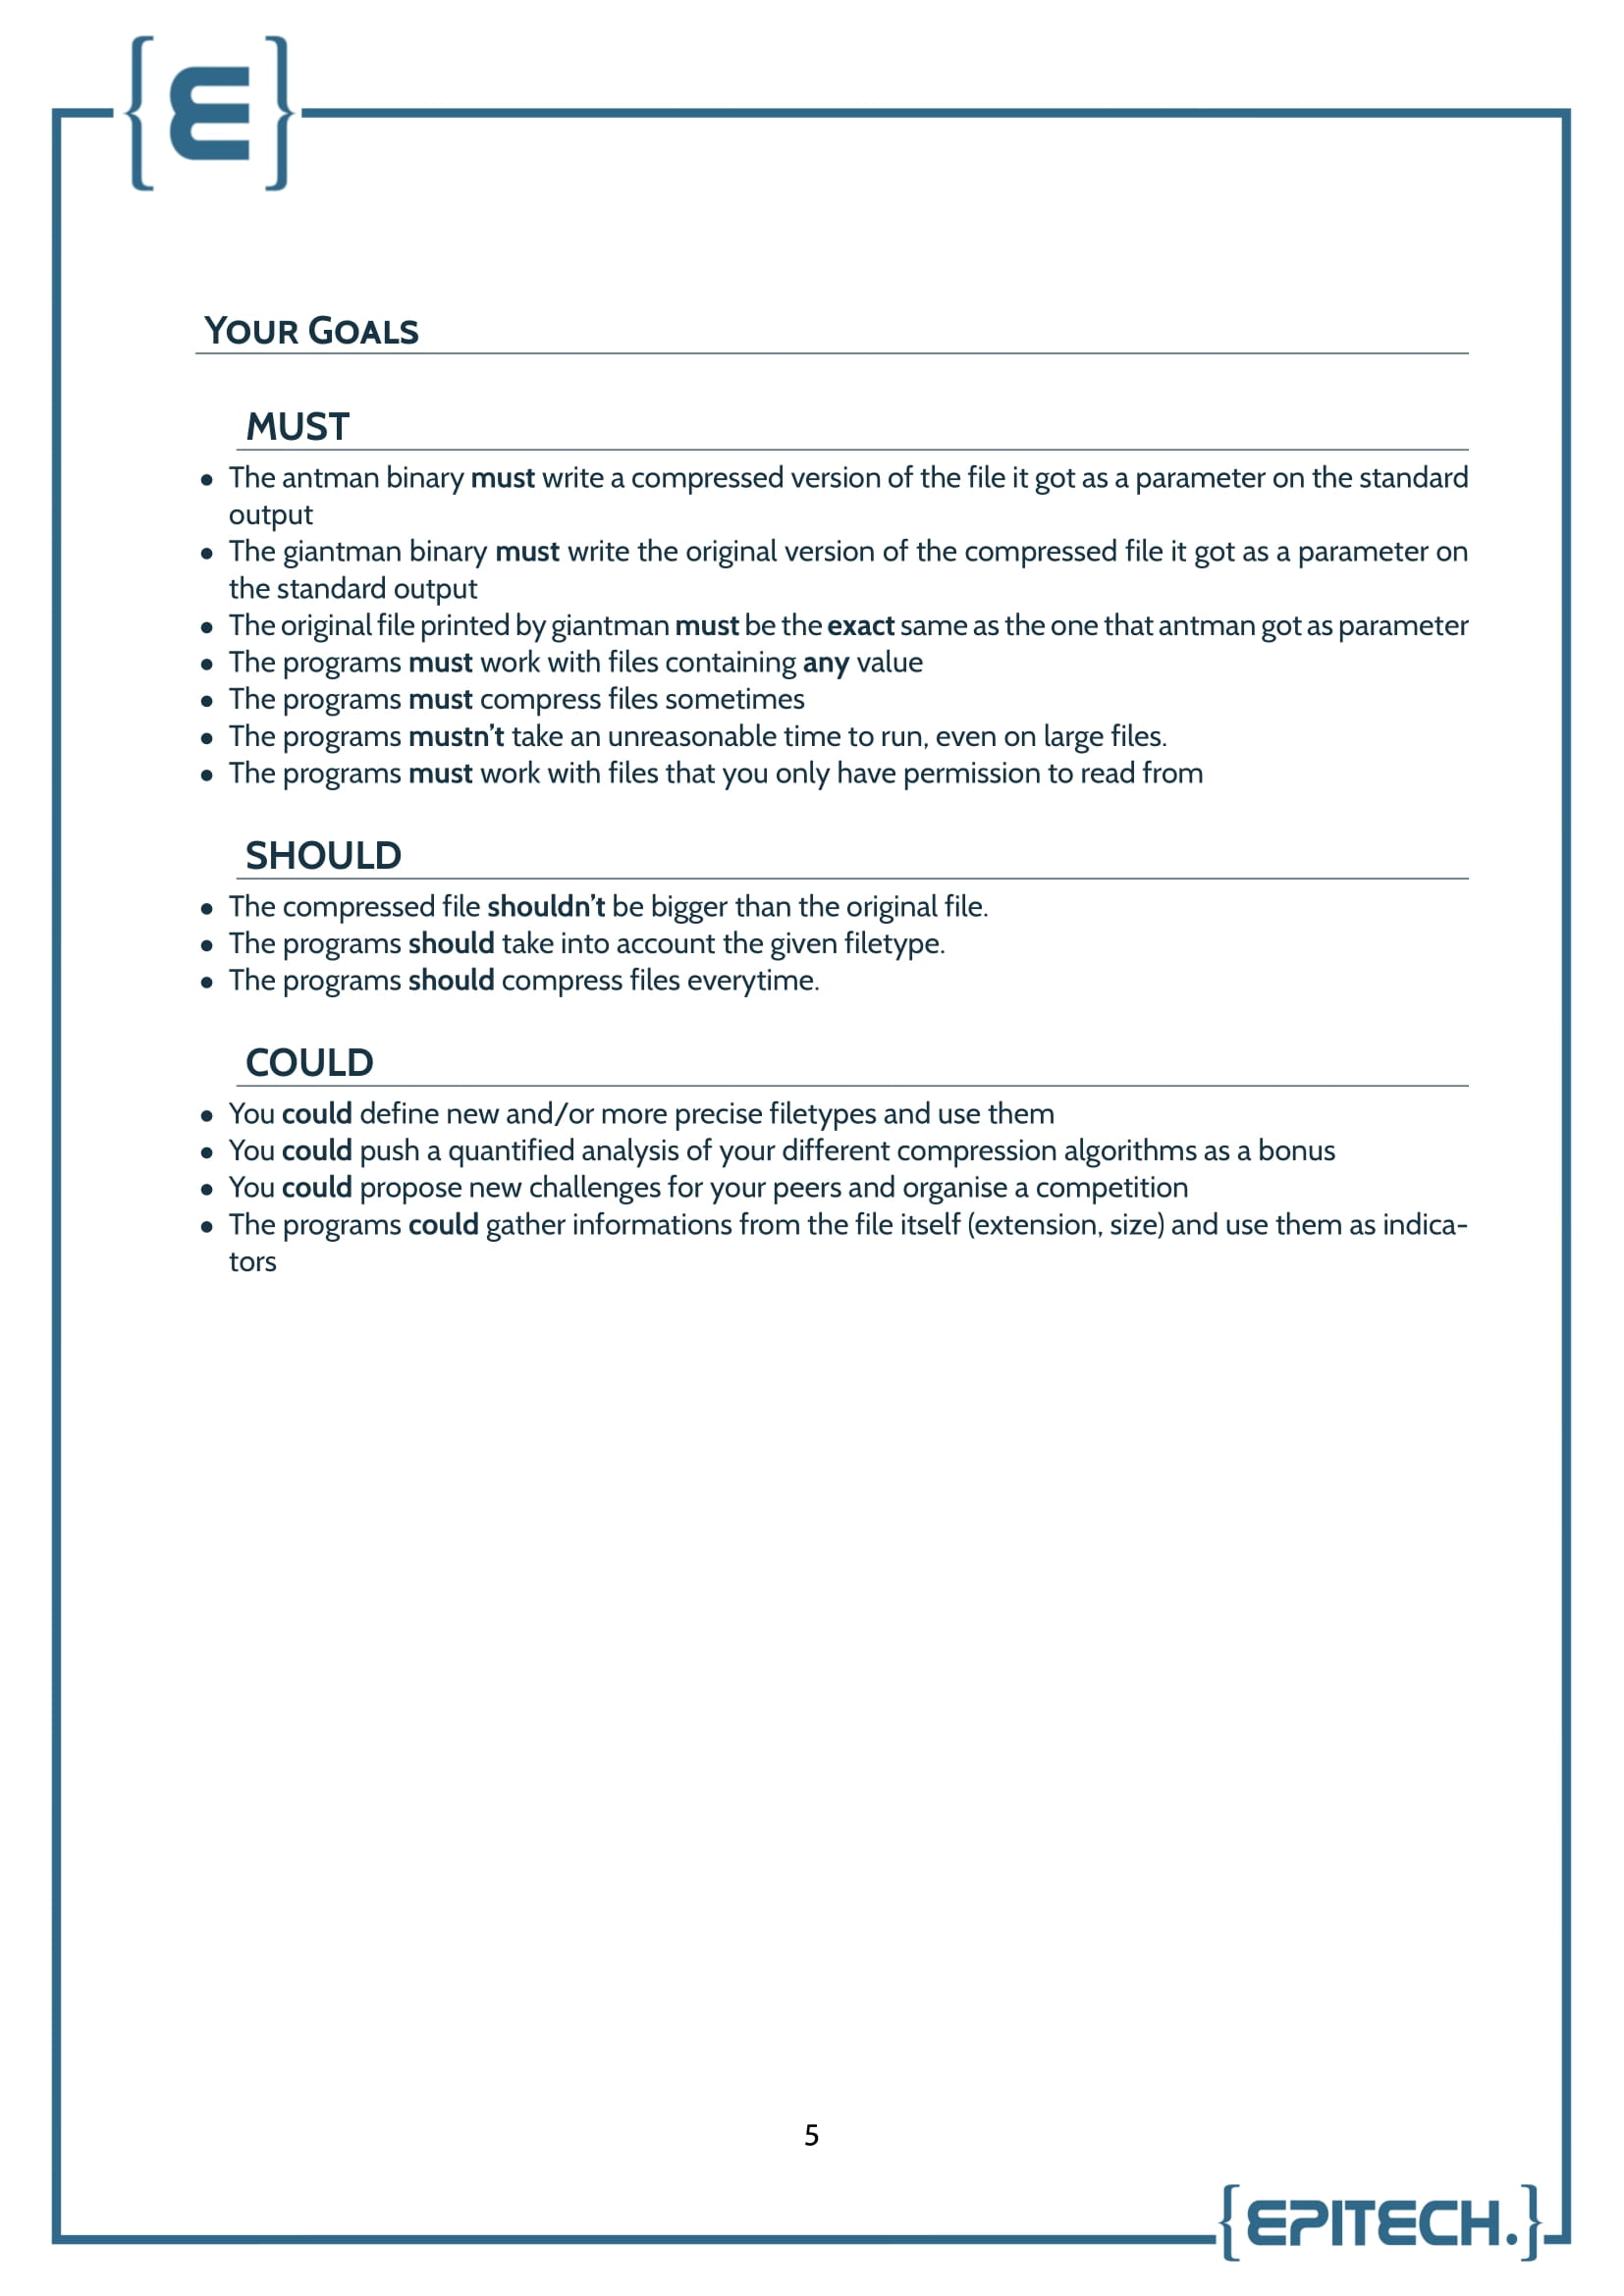 {E}
YOUR GOALS
MUST
• The antman binary must write a compressed version of the file it got as a parameter on the standard
output
• The giantman binary must write the original version of the compressed file it got as a parameter on
the standard output
• The original file printed by giantman must be the exact same as the one that antman got as parameter
• The programs must work with files containing any value
• The programs must compress files sometimes
• The programs mustn't take an unreasonable time to run, even on large files.
• The programs must work with files that you only have permission to read from
SHOULD
• The compressed file shouldn't be bigger than the original file.
• The programs should take into account the given filetype.
• The programs should compress files everytime.
COULD
• You could define new and/or more precise filetypes and use them
• You could push a quantified analysis of your different compression algorithms as a bonus
• You could propose new challenges for your peers and organise a competition
• The programs could gather informations from the file itself (extension, size) and use them as indica-
tors
5
{EPITECH.}